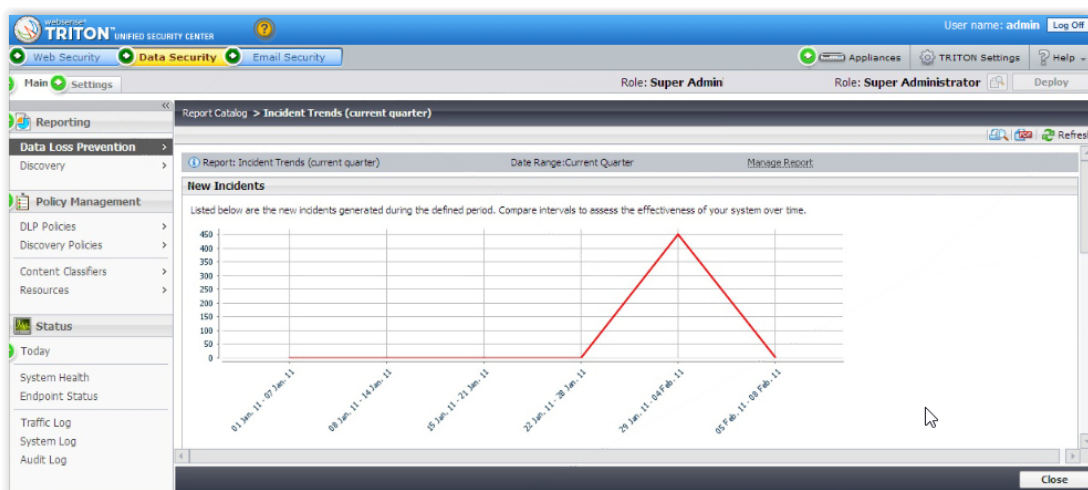 websense®
TRITON™ UNIFIED SECURITY CENTER
?
User name: admin
Log Off
Web Security
Data Security
Email Security
Appliances
TRITON Settings
Help
Main
Settings
Role: Super Admin
Role: Super Administrator
Deploy
Reporting
Data Loss Prevention
Discovery
Policy Management
DLP Policies
Discovery Policies
Content Classifiers
Resources
Status
Today
System Health
Endpoint Status
Traffic Log
System Log
Audit Log
Report Catalog > Incident Trends (current quarter)
Refres
Report: Incident Trends (current quarter)
Date Range:Current Quarter
Manage Report
New Incidents
Listed below are the new incidents generated during the defined period. Compare intervals to assess the effectiveness of your system over time.
450
400
350
300
250
200
150
100
50
0
01 Jan. 11 - 07 Jan. 11
08 Jan. 11 - 14 Jan. 11
15 Jan. 11 - 21 Jan. 11
22 Jan. 11 - 28 Jan. 11
29 Jan. 11 - 04 Feb. 11
05 Feb. 11 - 08 Feb. 11
Close